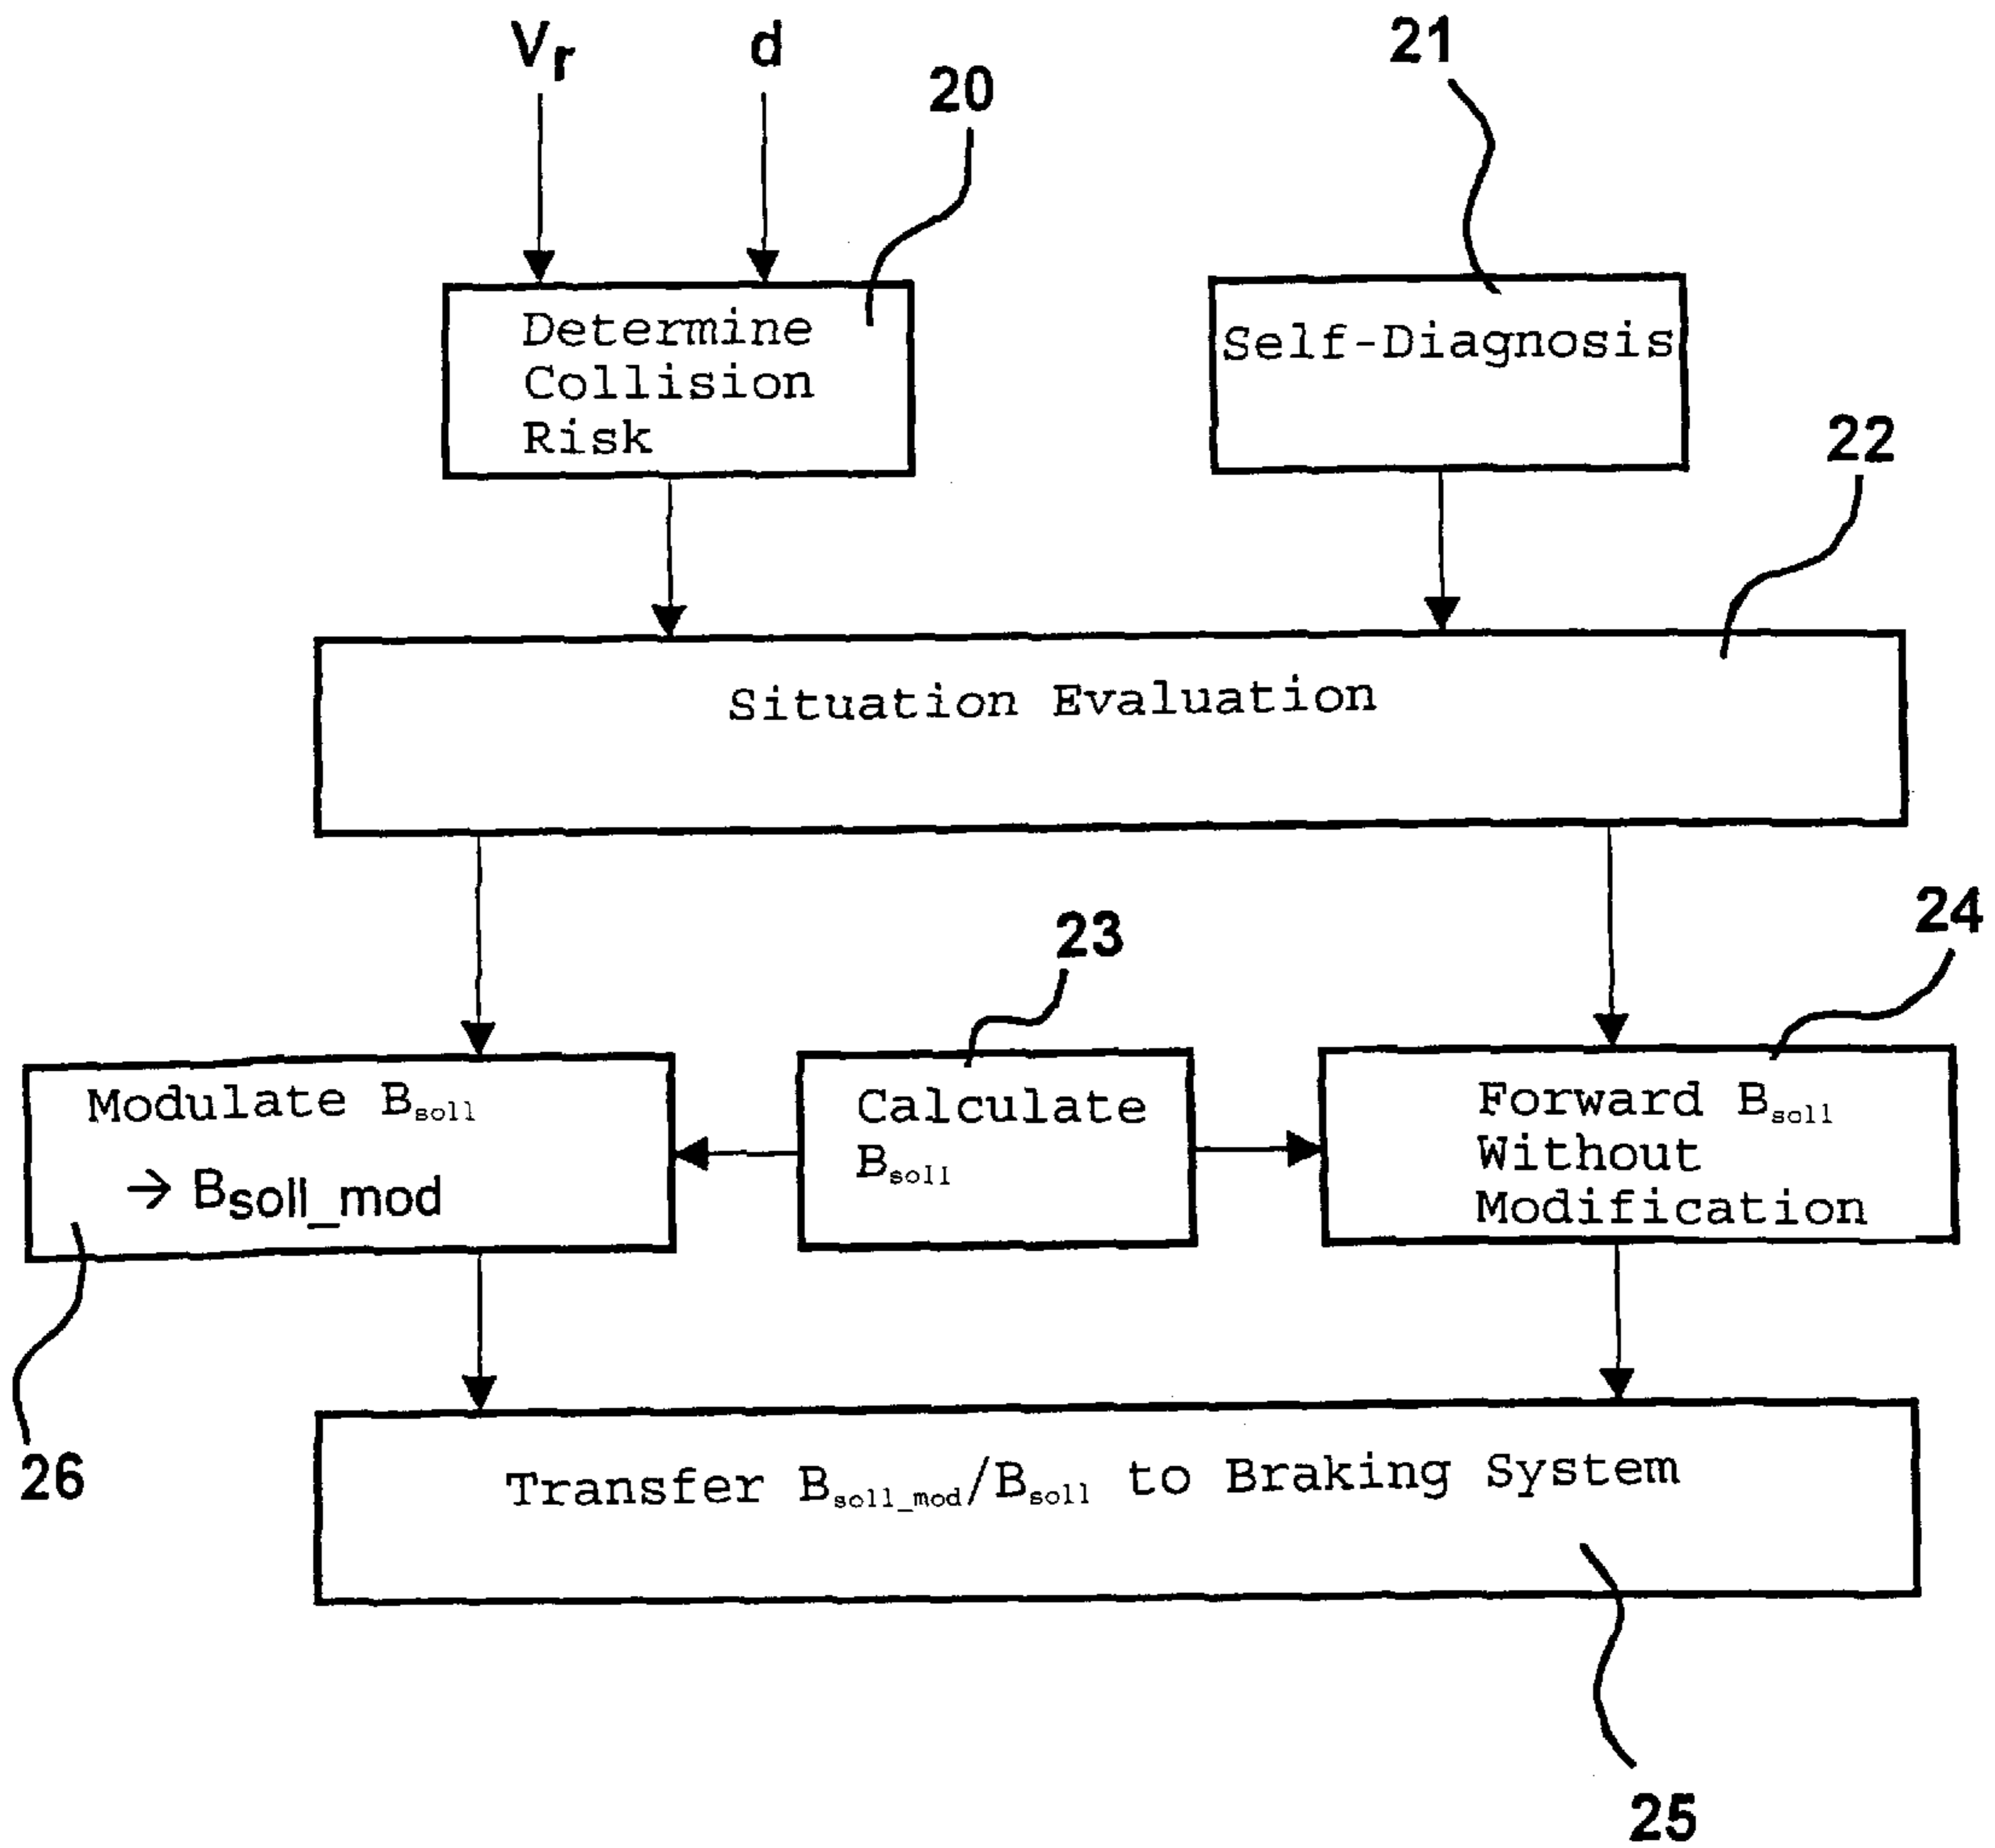 Vr
d
20
21
Determine
Collision
Risk
Self-Diagnosis
22
Situation Evaluation
23
24
Modulate Bsoll
→ Bsoll_mod
Calculate
Bsoll
Forward Bsoll
Without
Modification
26
Transfer Bsoll_mod/Bsoll to Braking System
25